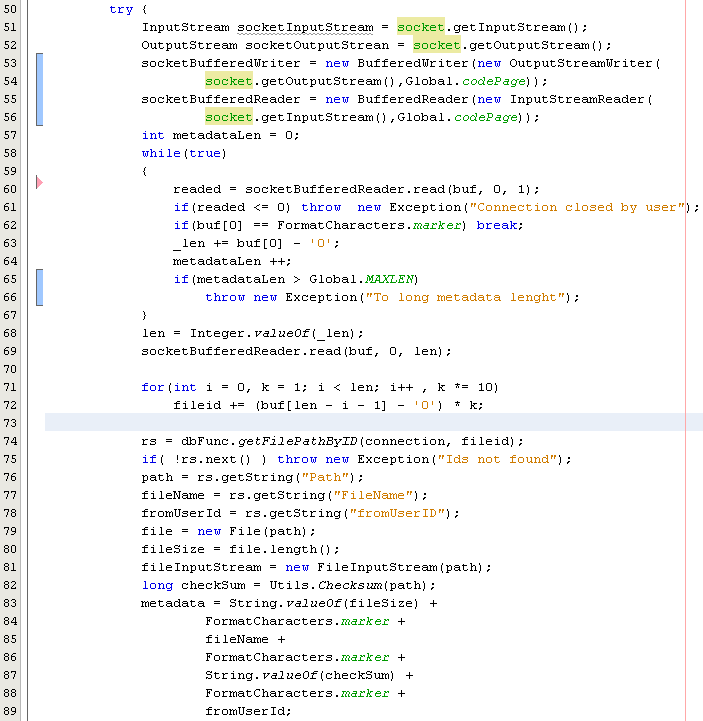 50 try {
51 InputStream socketInputStream = socket.getInputStream();
52 OutputStream socketOutputStrean = socket.getOutputStream();
53 socketBufferedWriter = new BufferedWriter(new OutputStreamWriter(
54 socket.getOutputStream(),Global.codePage));
55 socketBufferedReader = new BufferedReader(new InputStreamReader(
56 socket.getInputStream(),Global.codePage));
57 int metadataLen = 0;
58 while(true)
59 {
60 readed = socketBufferedReader.read(buf, 0, 1);
61 if(readed <= 0) throw  new Exception("Connection closed by user");
62 if(buf[0] == FormatCharacters.marker) break;
63 _len += buf[0] - '0';
64 metadataLen ++;
65 if(metadataLen > Global.MAXLEN)
66 throw new Exception("To long metadata lenght");
67 }
68 len = Integer.valueOf(_len);
69 socketBufferedReader.read(buf, 0, len);
70
71 for(int i = 0, k = 1; i < len; i++ , k *= 10)
72 fileid += (buf[len - i - 1] - '0') * k;
73
74 rs = dbFunc.getFilePathByID(connection, fileid);
75 if( !rs.next() ) throw new Exception("Ids not found");
76 path = rs.getString("Path");
77 fileName = rs.getString("FileName");
78 fromUserId = rs.getString("fromUserID");
79 file = new File(path);
80 fileSize = file.length();
81 fileInputStream = new FileInputStream(path);
82 long checkSum = Utils.Checksum(path);
83 metadata = String.valueOf(fileSize) +
84 FormatCharacters.marker +
85 fileName +
86 FormatCharacters.marker +
87 String.valueOf(checkSum) +
88 FormatCharacters.marker +
89 fromUserId;